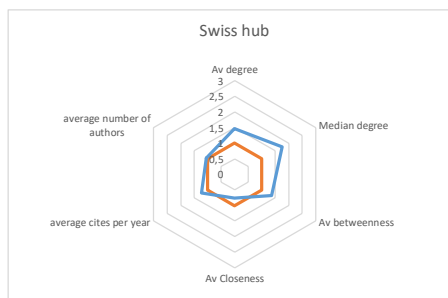 Swiss hub
Av degree
3
2,5
2
1,5
1
0,5
0
average number of
authors
Median degree
average cites per year
Av betweenness
Av Closeness